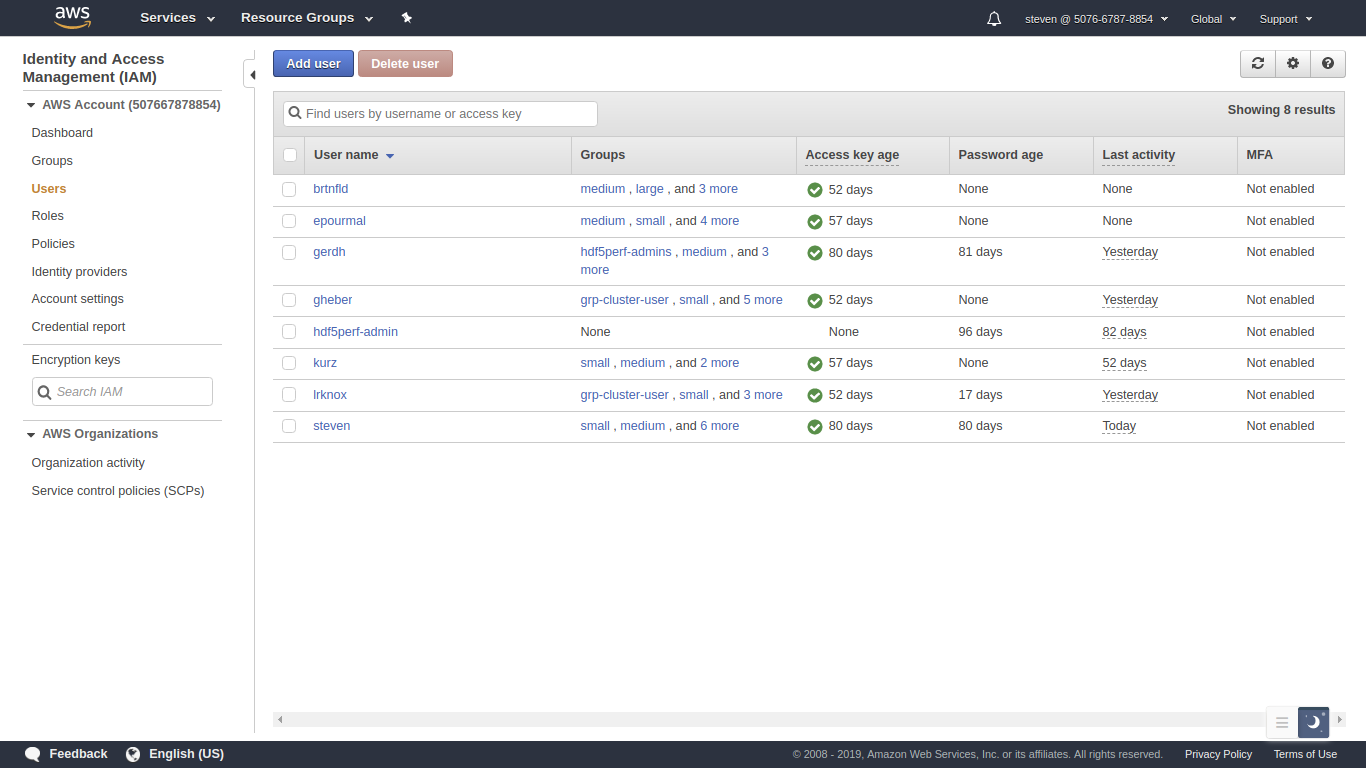 aws Services Resource Groups steven @ 5076-6787-8854 Global Support
Identity and Access
Management (IAM)
AWS Account (507667878854)
Dashboard
Groups
Users
Roles
Policies
Identity providers
Account settings
Credential report
Encryption keys
Search IAM
AWS Organizations
Organization activity
Service control policies (SCPs)
Add user Delete user
Find users by username or access key Showing 8 results
User name Groups Access key age Password age Last activity MFA
brtnfld medium , large , and 3 more 52 days None None Not enabled
epourmal medium , small , and 4 more 57 days None None Not enabled
gerdh hdf5perf-admins , medium , and 3 80 days 81 days Yesterday Not enabled
more
gheber grp-cluster-user , small , and 5 more 52 days None Yesterday Not enabled
hdf5perf-admin None None 96 days 82 days Not enabled
kurz small , medium , and 2 more 57 days None 52 days Not enabled
lrknox grp-cluster-user , small , and 3 more 52 days 17 days Yesterday Not enabled
steven small , medium , and 6 more 80 days 80 days Today Not enabled
Feedback English (US) © 2008 - 2019, Amazon Web Services, Inc. or its affiliates. All rights reserved. Privacy Policy Terms of Use